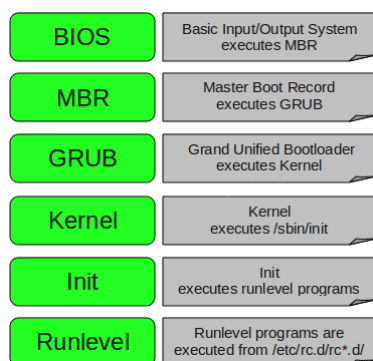 BIOS
Basic Input/Output System
executes MBR
MBR
Master Boot Record
executes GRUB
GRUB
Grand Unified Bootloader
executes Kernel
Kernel
Kernel
executes /sbin/init
Init
Init
executes runlevel programs
Runlevel
Runlevel programs are
executed from /etc/rc.d/rc*.d/